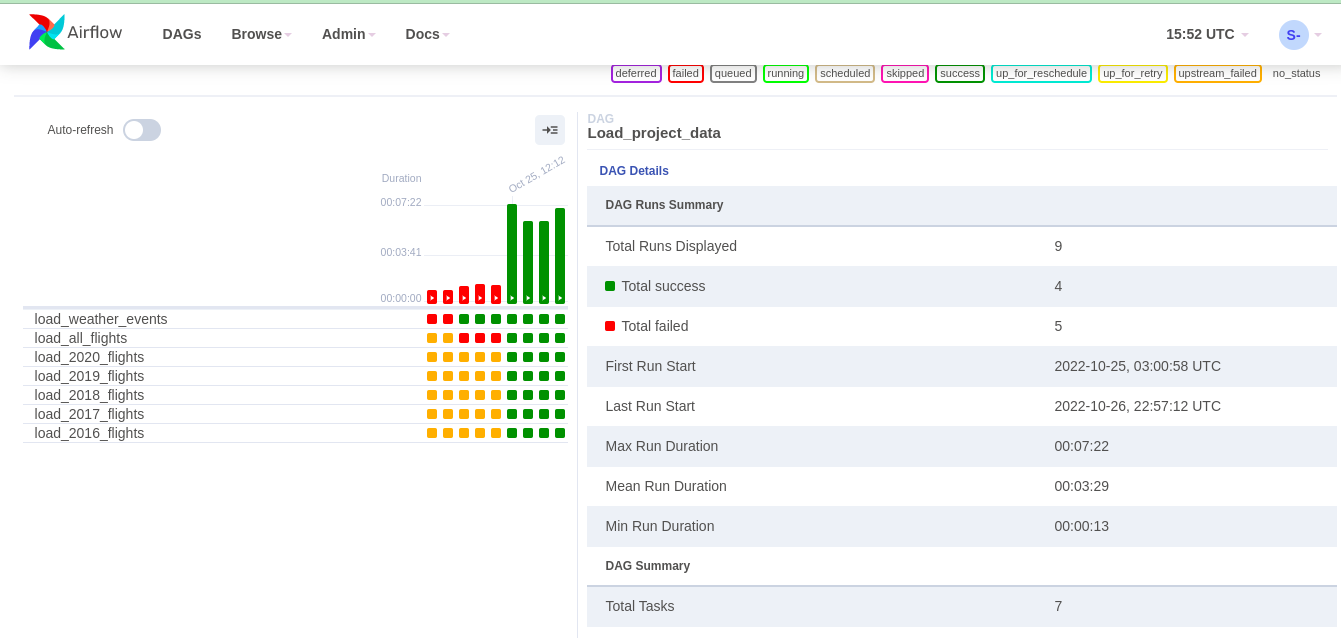 Airflow DAGs Browse Admin Docs 15:52 UTC S-
deferred failed queued running scheduled skipped success up_for_reschedule up_for_retry upstream_failed no_status
Auto-refresh
Duration
Oct 25, 12:12
00:07:22
00:03:41
00:00:00
load_weather_events
load_all_flights
load_2020_flights
load_2019_flights
load_2018_flights
load_2017_flights
load_2016_flights
DAG
Load_project_data
DAG Details
DAG Runs Summary
Total Runs Displayed 9
Total success 4
Total failed 5
First Run Start 2022-10-25, 03:00:58 UTC
Last Run Start 2022-10-26, 22:57:12 UTC
Max Run Duration 00:07:22
Mean Run Duration 00:03:29
Min Run Duration 00:00:13
DAG Summary
Total Tasks 7